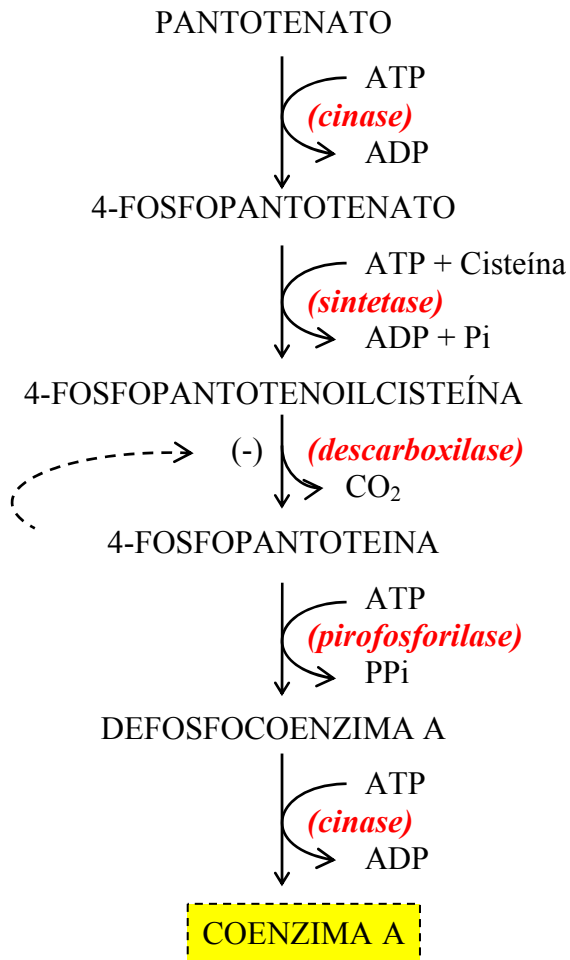 PANTOTENATO
ATP
(cinase)
ADP
4-FOSFOPANTOTENATO
ATP + Cisteína
(sintetase)
ADP + Pi
4-FOSFOPANTOTENOILCISTEÍNA
(-) (descarboxilase)
CO₂
4-FOSFOPANTOTEINA
ATP
(pirofosforilase)
PPi
DEFOSFOCOENZIMA A
ATP
(cinase)
ADP
COENZIMA A